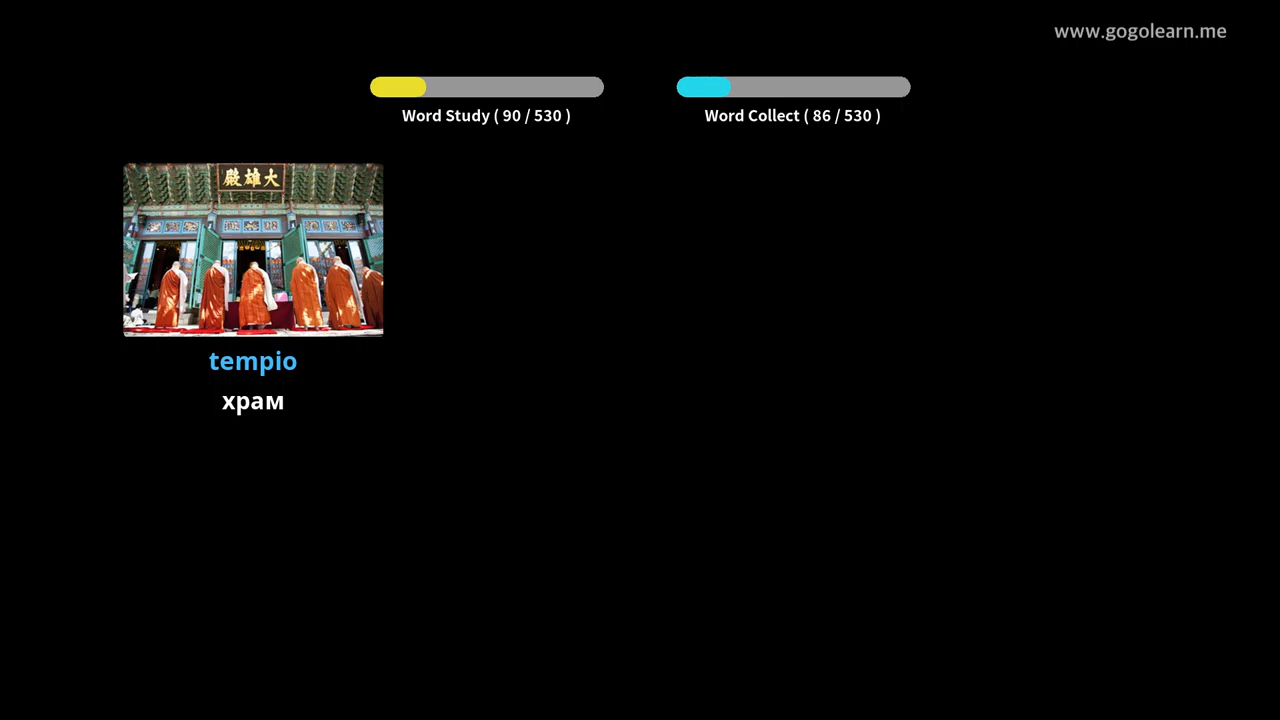 www.gogolearn.me
Word Study ( 90 / 530 )
Word Collect ( 86 / 530 )
殿雄大
tempio
храм